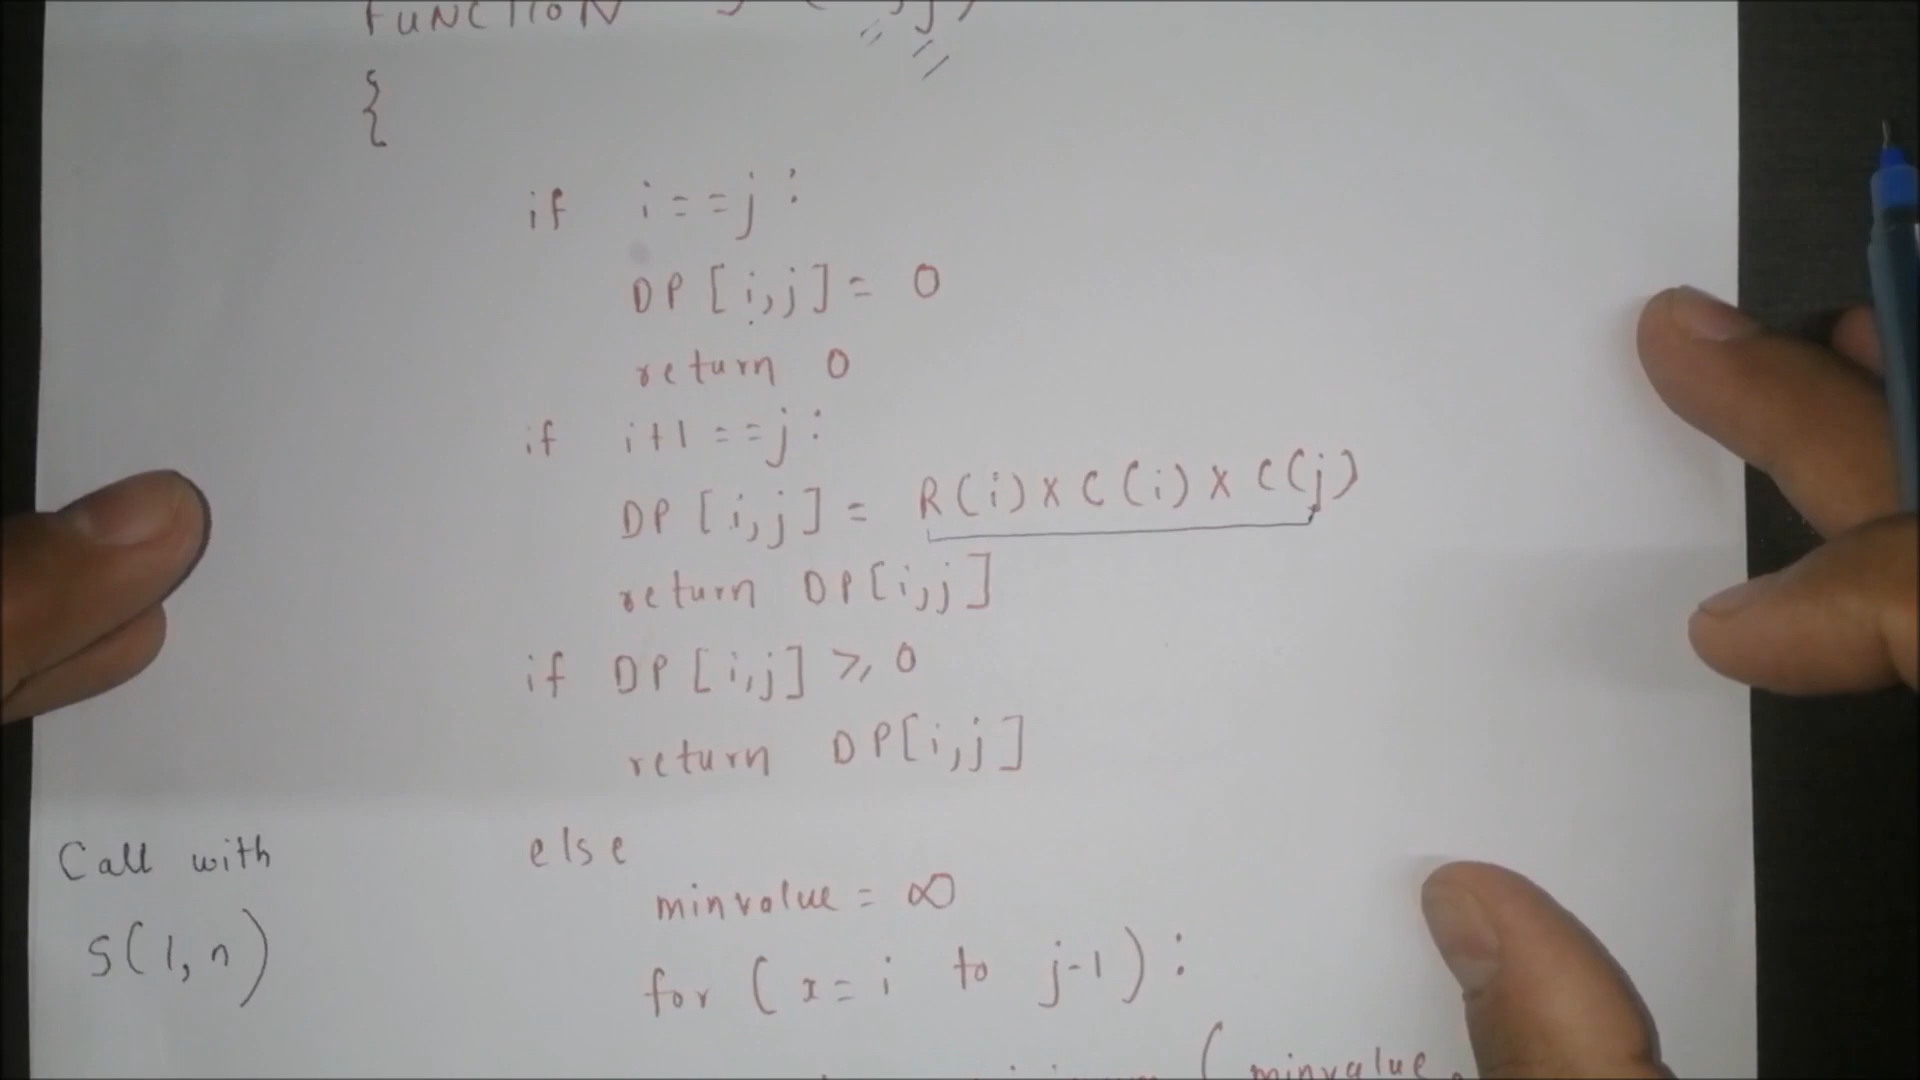 FUNCTION
{
if i==j:
DP[i,j]= 0
return 0
if i+1==j:
DP[i,j]= R(i)×C(i)×C(j)
return DP[i,j]
if DP[i,j] ≥ 0
return DP[i,j]
else
minvalue = ∞
for (x=i to j-1):
(minvalue,
Call with
S(1,n)